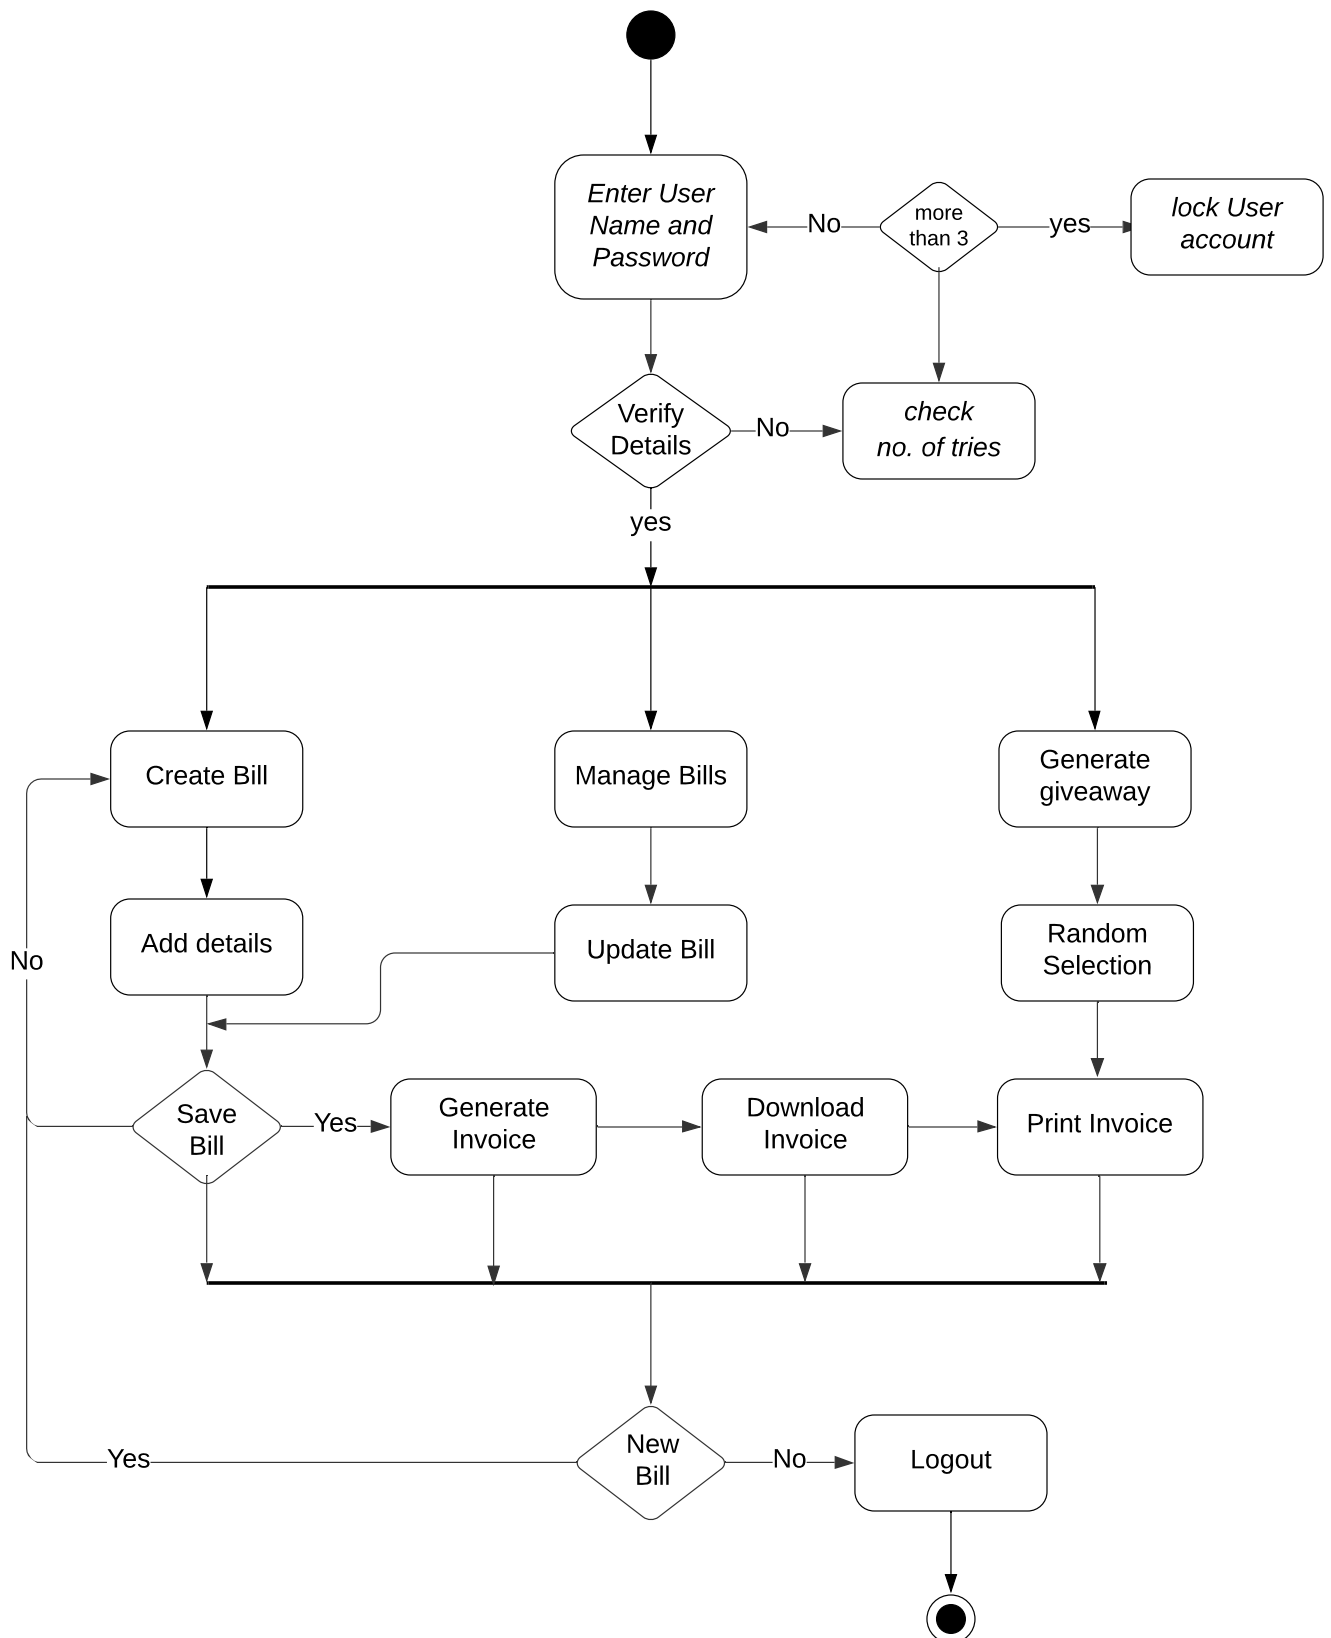 Enter User
Name and
Password
No
more
than 3
yes
lock User
account
Verify
Details
No
check
no. of tries
yes
Create Bill
Manage Bills
Generate
giveaway
Add details
Update Bill
Random
Selection
No
Save
Bill
Yes
Generate
Invoice
Download
Invoice
Print Invoice
Yes
New
Bill
No
Logout